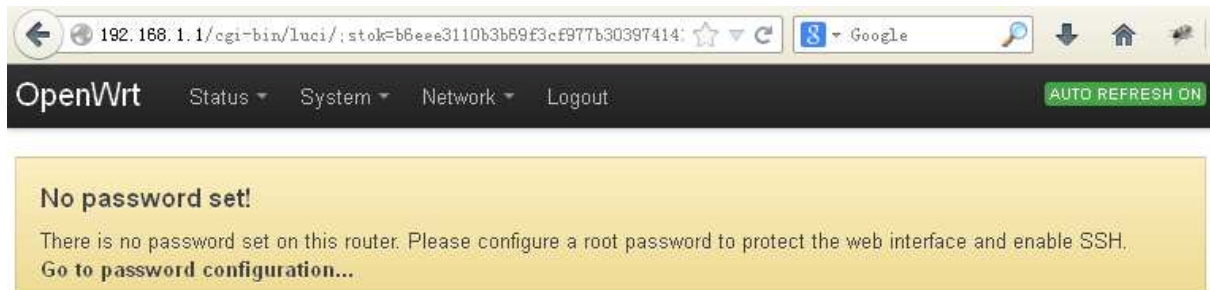 192.168.1.1/cgi-bin/luci/;stok=b6eee3110b3b69f3cf977b30397414 Google
OpenWrt Status System Network Logout AUTO REFRESH ON
No password set!
There is no password set on this router. Please configure a root password to protect the web interface and enable SSH.
Go to password configuration...